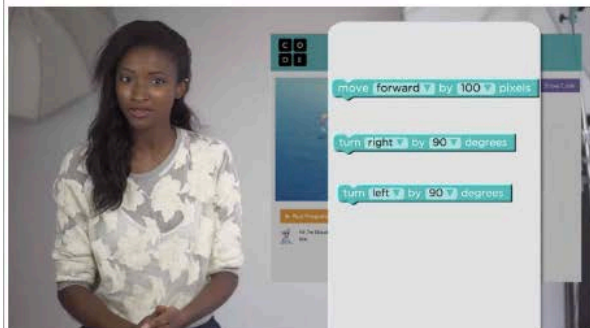 C O
D E
move forward by 100 pixels
turn right by 90 degrees
turn left by 90 degrees